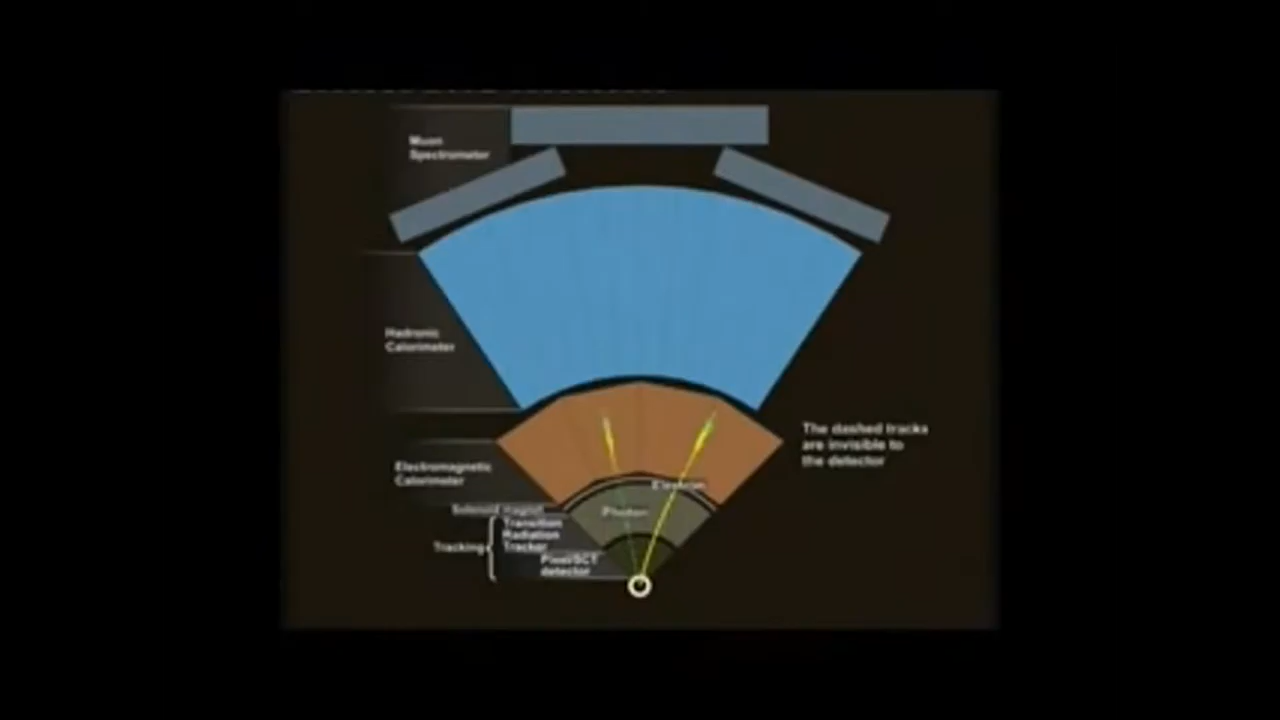 Muon
Spectrometer
Hadronic
Calorimeter
The dashed tracks
are invisible to
the detector
Electromagnetic
Calorimeter
Electron
Solenoid magnet
Photon
Transition
Radiation
Tracker
Tracking
Pixel/SCT
detector